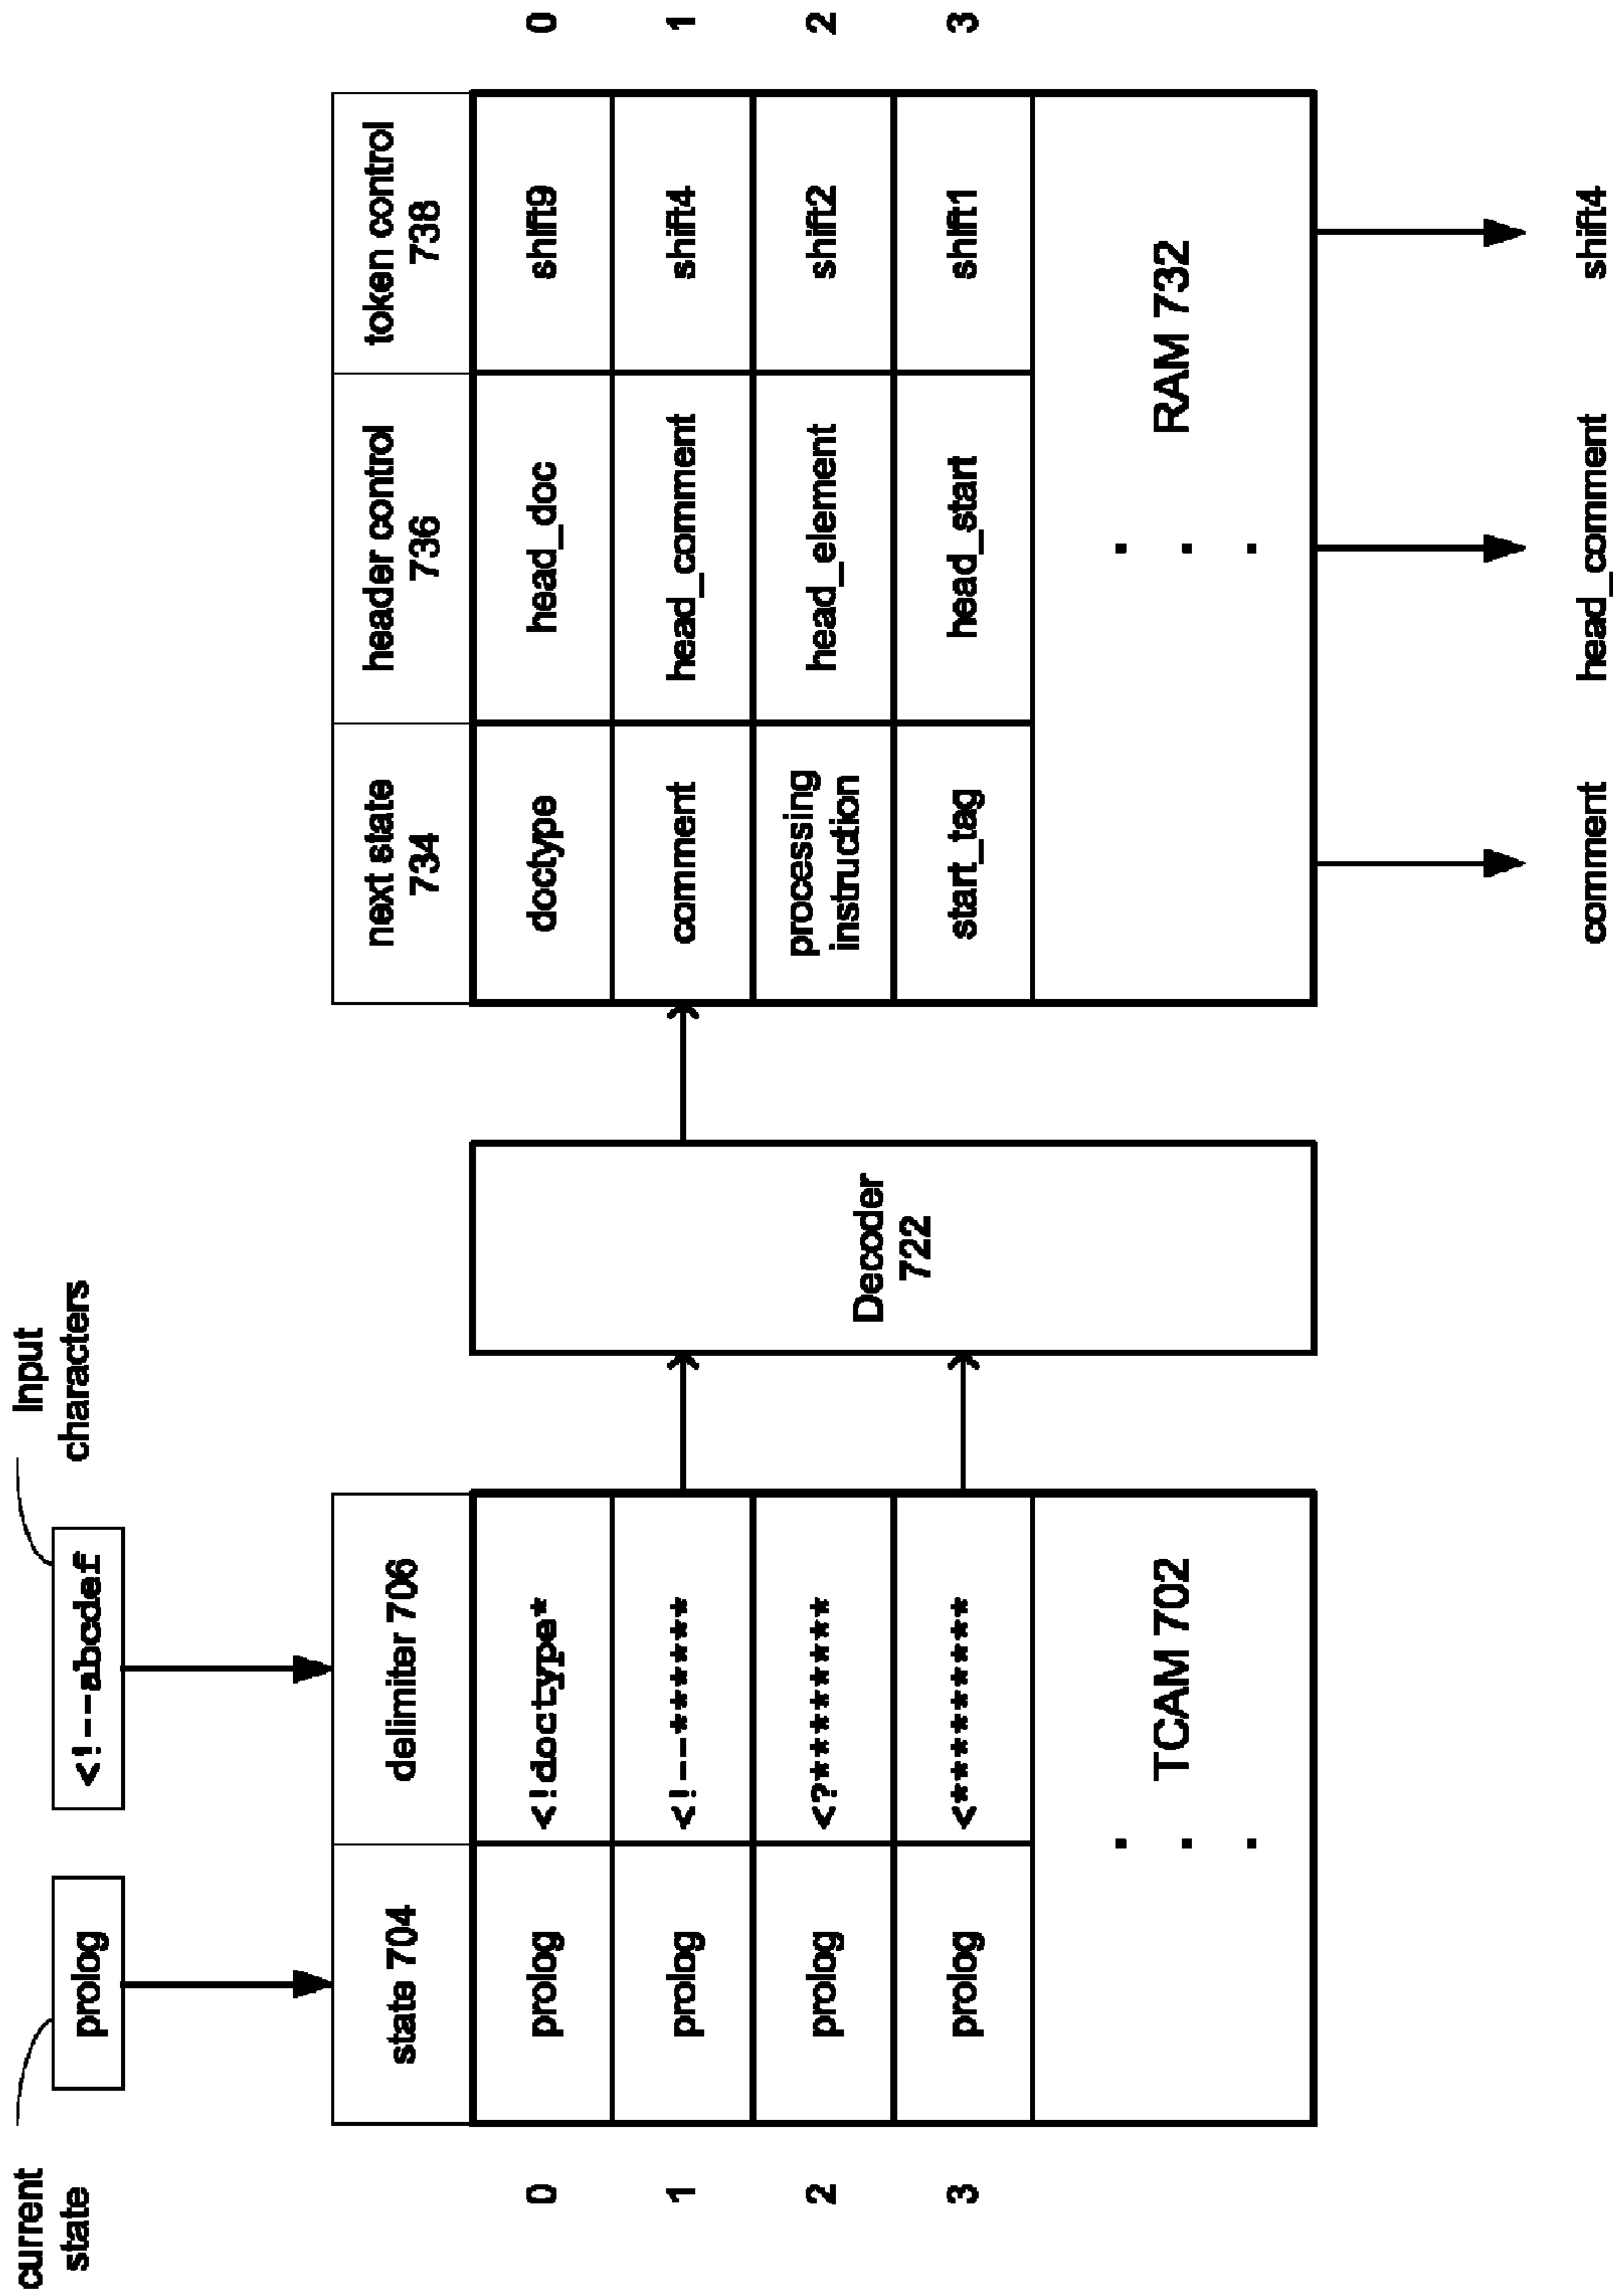 current
state
prolog
Input
characters
<!--abcdef
state 704
delimiter 706
0
prolog
<!doctype*
1
prolog
<!--******
2
prolog
<?********
3
prolog
<*********
TCAM 702
Decoder
722
next state
734
header control
736
token control
738
doctype
head_doc
shift9
0
comment
head_comment
shift4
1
processing
instruction
head_element
shift2
2
start_tag
head_start
shift1
3
RAM 732
comment
head_comment
shift4